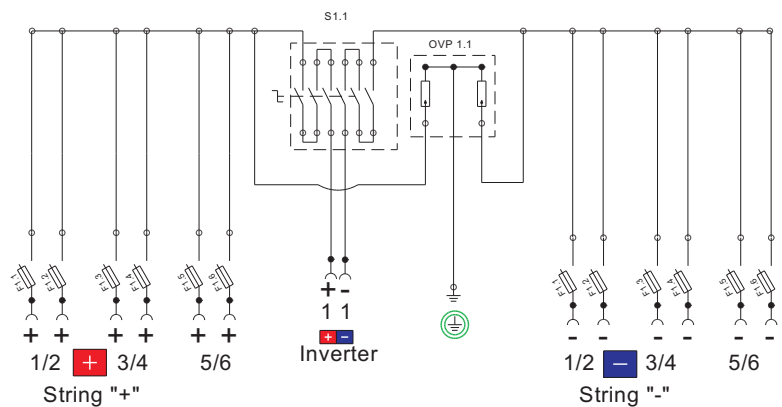 S1.1
OVP 1.1
F1.1 F1.2 F1.3 F1.4 F1.5 F1.6
F1.1 F1.2 F1.3 F1.4 F1.5 F1.6
+ + + + + +
+ -
- - - - - -
1 1
+ −
1/2 + 3/4 5/6
Inverter
1/2 − 3/4 5/6
String "+"
String "-"